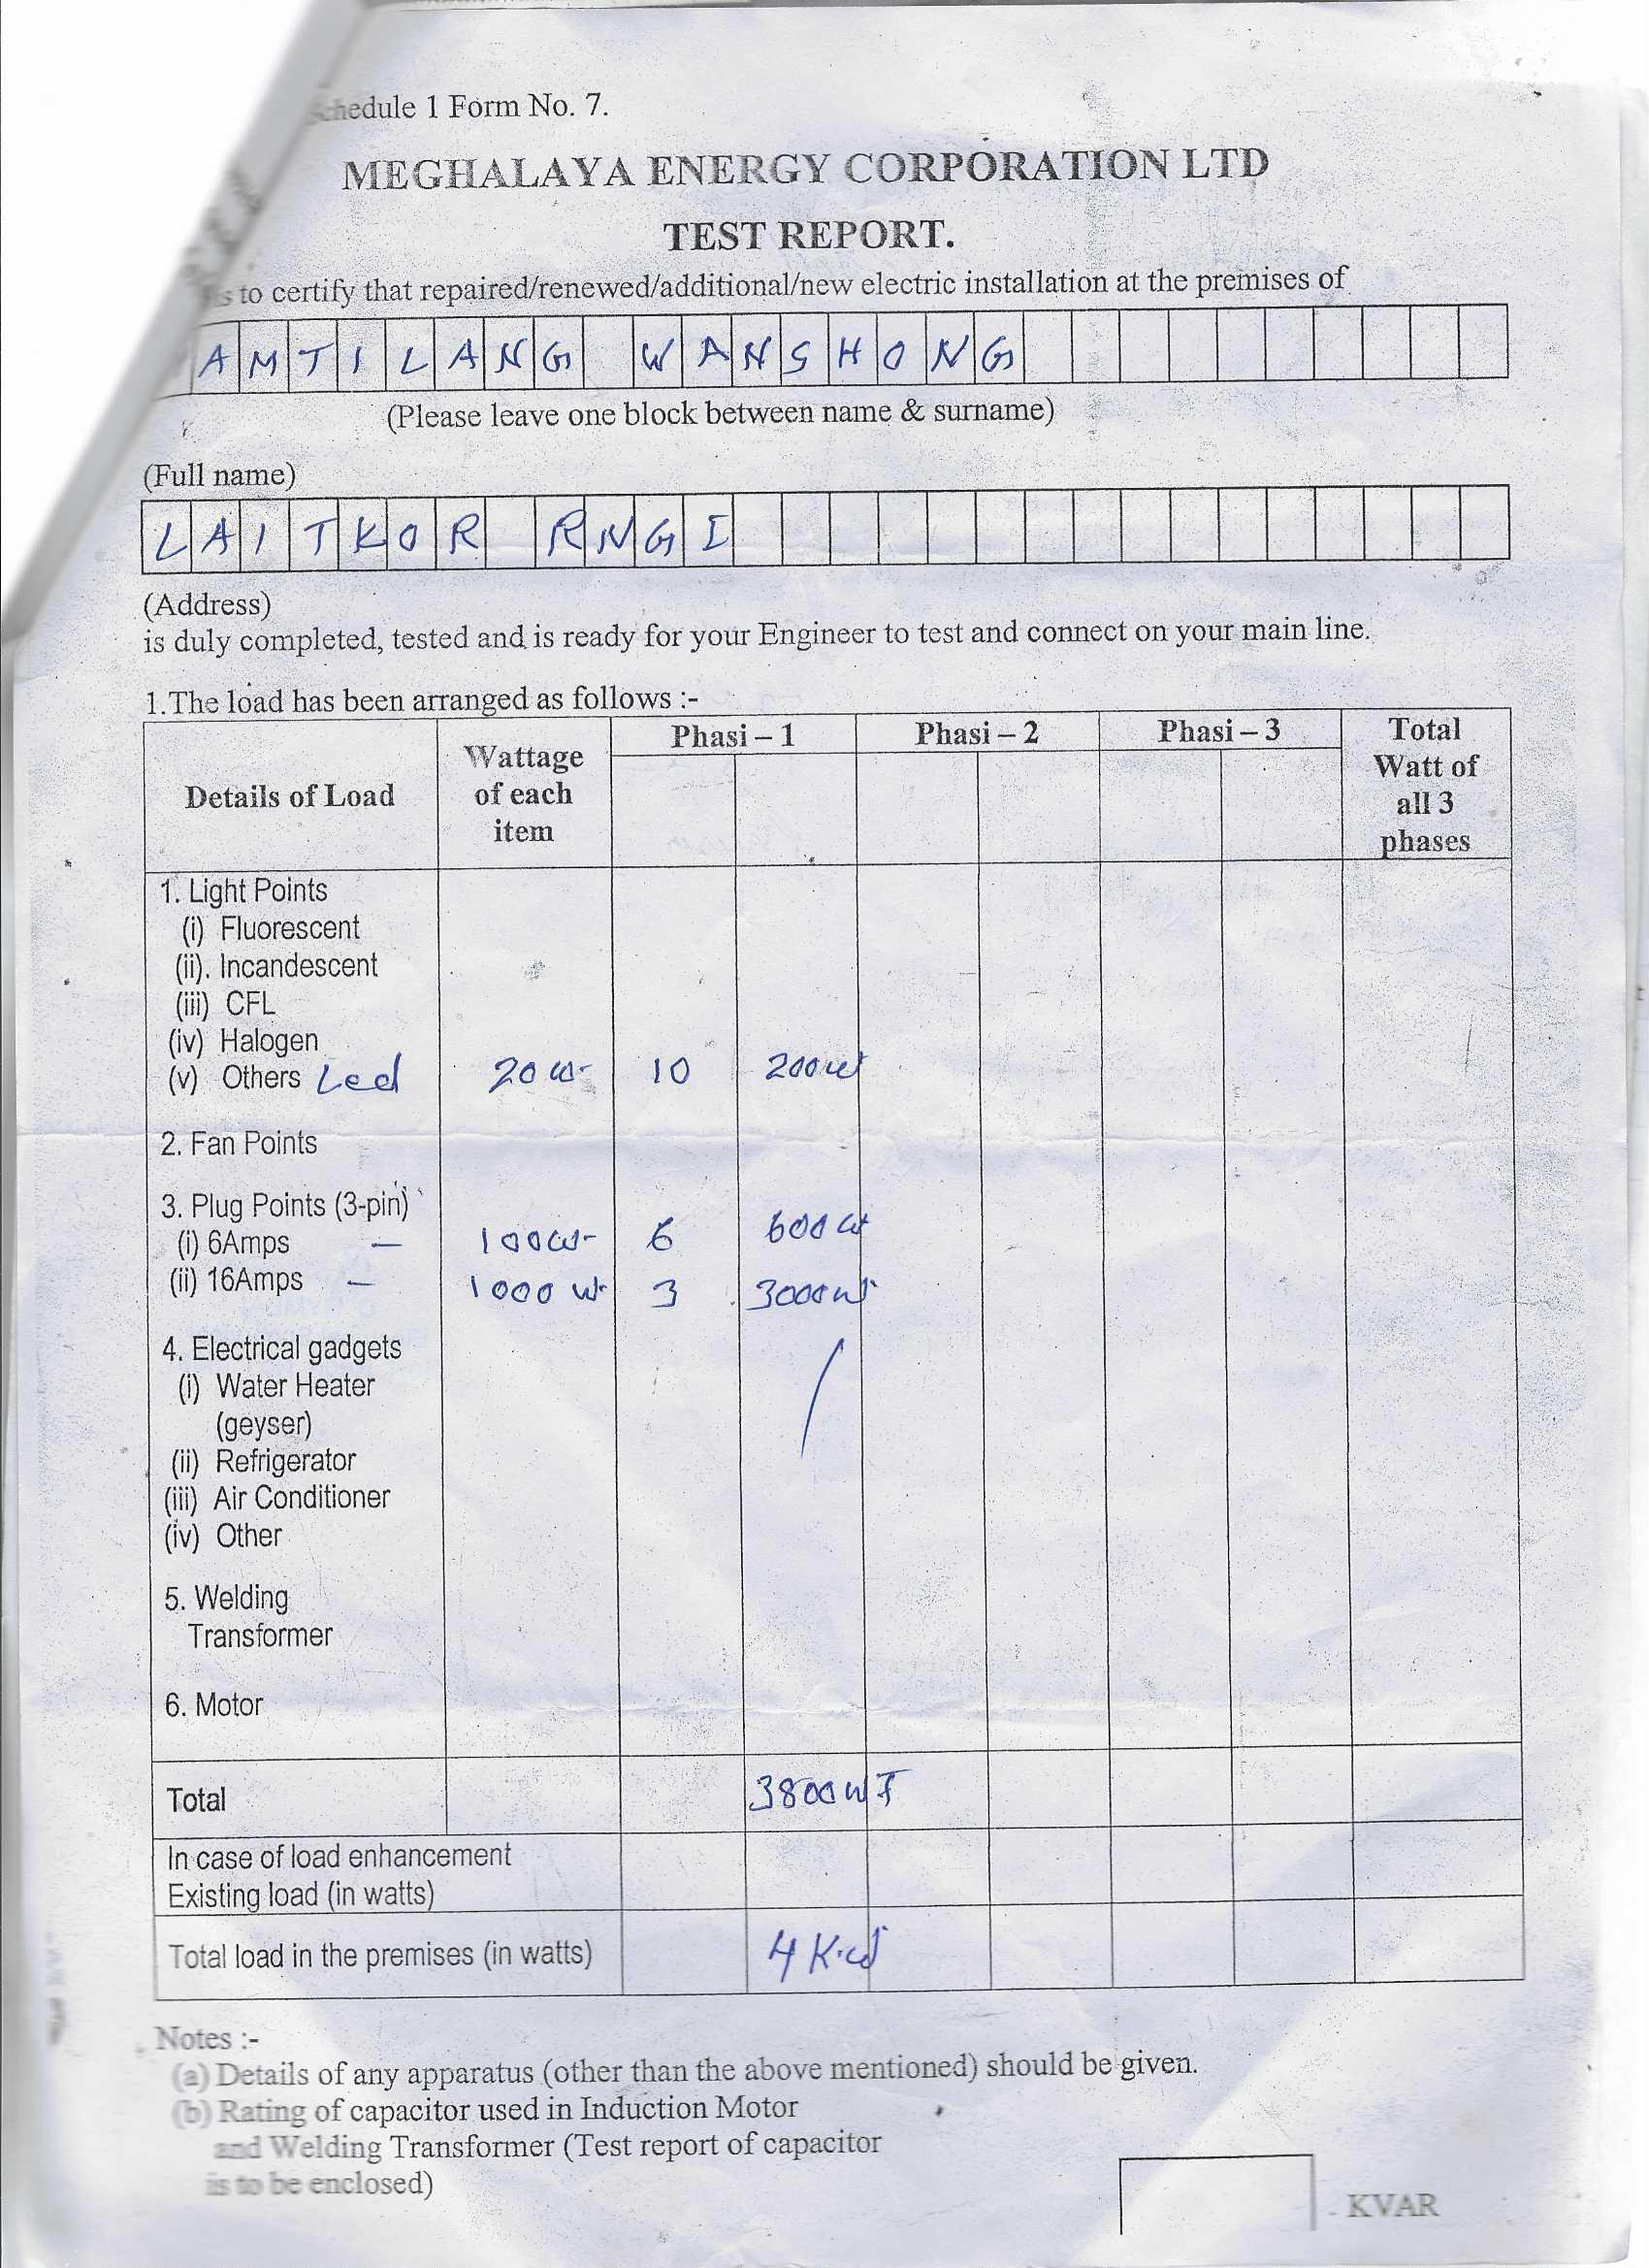 Schedule 1 Form No. 7.
MEGHALAYA ENERGY CORPORATION LTD
TEST REPORT.
to certify that repaired/renewed/additional/new electric installation at the premises of
AMTILANG WANSHONG
(Please leave one block between name & surname)
(Full name)
LAITKOR RNGI
(Address)
is duly completed, tested and is ready for your Engineer to test and connect on your main line.
1.The load has been arranged as follows :-
Details of Load Wattage of each item Phasi – 1 Phasi – 2 Phasi – 3 Total Watt of all 3 phases
1. Light Points
(i) Fluorescent
(ii). Incandescent
(iii) CFL
(iv) Halogen
(v) Others Led 20 w 10 200w
2. Fan Points
3. Plug Points (3-pin)
(i) 6Amps — 100w 6 600w
(ii) 16Amps — 1000 w 3 3000w
4. Electrical gadgets
(i) Water Heater
(geyser)
(ii) Refrigerator
(iii) Air Conditioner
(iv) Other
5. Welding
Transformer
6. Motor
Total 3800w
In case of load enhancement
Existing load (in watts)
Total load in the premises (in watts) 4 K.w
Notes :-
(a) Details of any apparatus (other than the above mentioned) should be given.
(b) Rating of capacitor used in Induction Motor
and Welding Transformer (Test report of capacitor
is to be enclosed)
KVAR